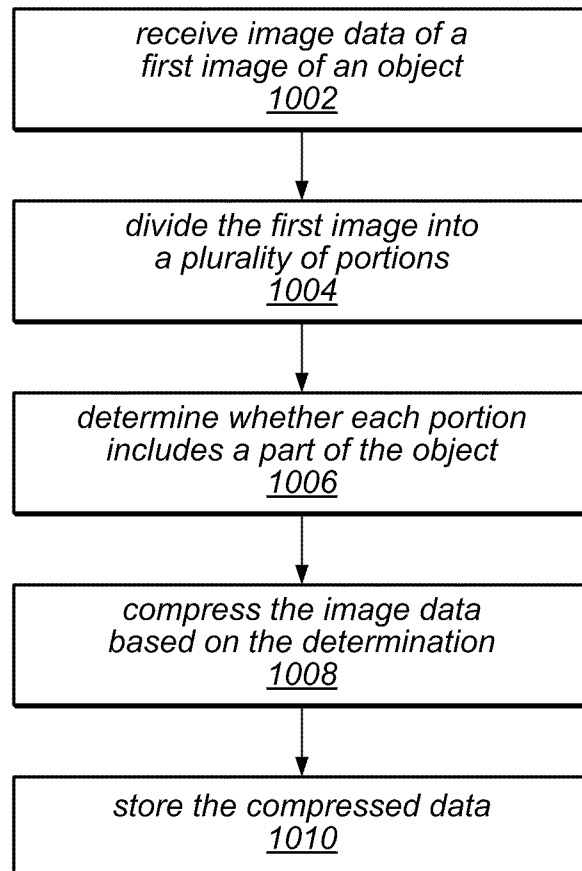 receive image data of a
first image of an object
1002
divide the first image into
a plurality of portions
1004
determine whether each portion
includes a part of the object
1006
compress the image data
based on the determination
1008
store the compressed data
1010